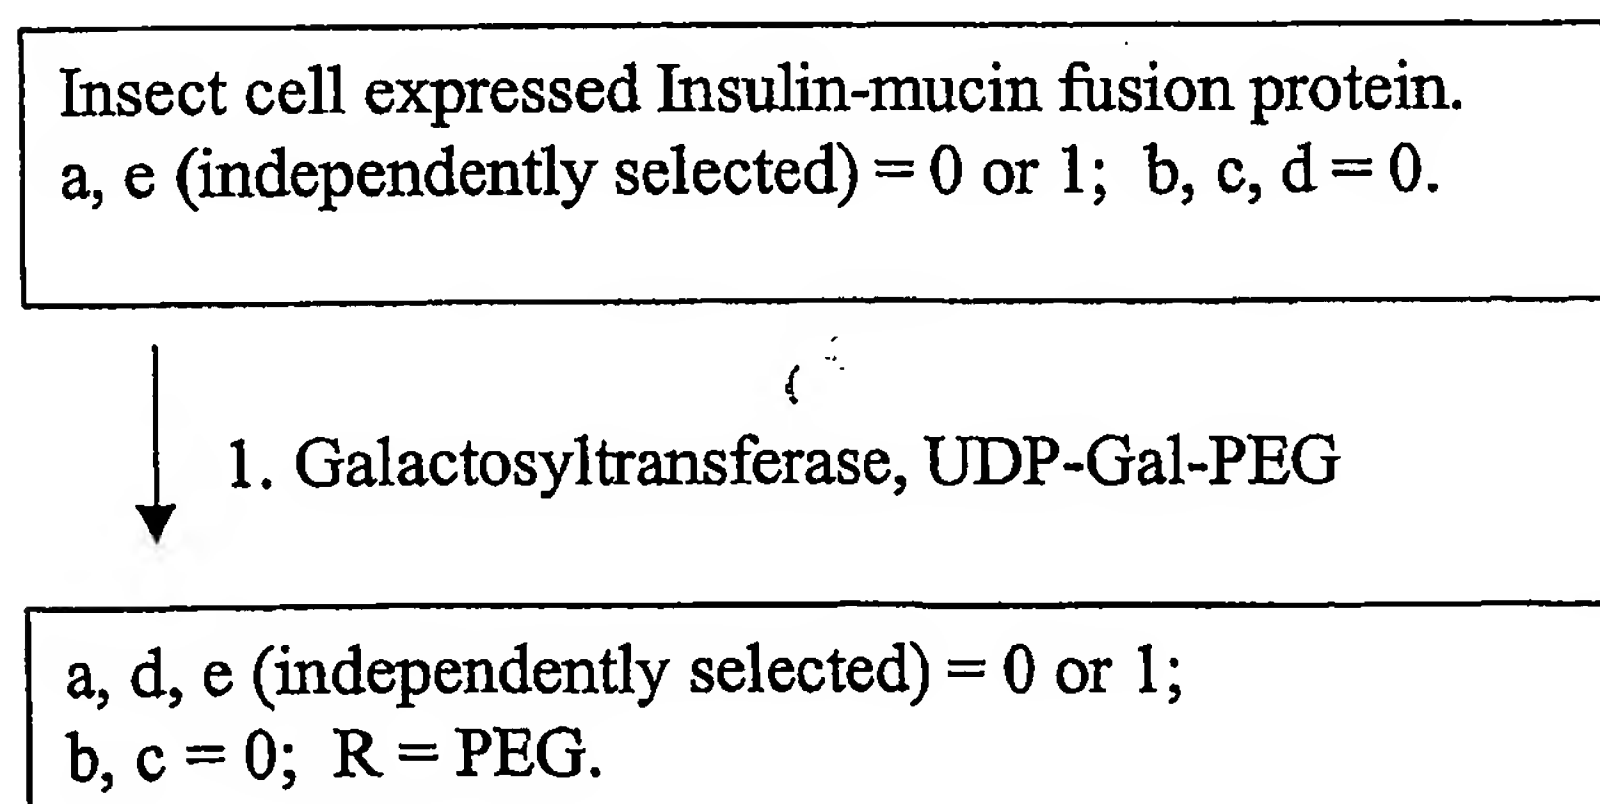 Insect cell expressed Insulin-mucin fusion protein.
a, e (independently selected) = 0 or 1; b, c, d = 0.
1. Galactosyltransferase, UDP-Gal-PEG
a, d, e (independently selected) = 0 or 1;
b, c = 0; R = PEG.